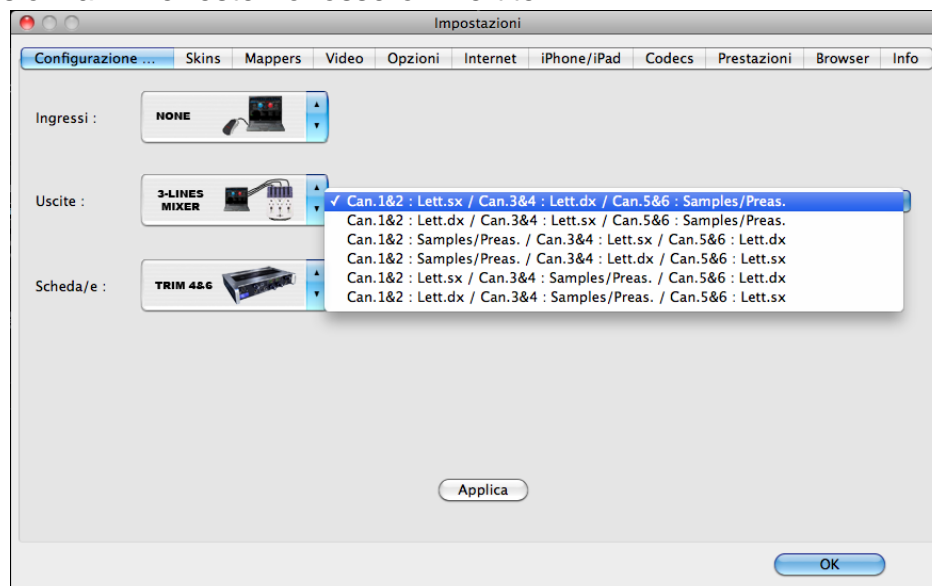 Impostazioni
Configurazione ... Skins Mappers Video Opzioni Internet iPhone/iPad Codecs Prestazioni Browser Info
Ingressi : NONE
Uscite : 3-LINES MIXER
✓ Can.1&2 : Lett.sx / Can.3&4 : Lett.dx / Can.5&6 : Samples/Preas.
Can.1&2 : Lett.dx / Can.3&4 : Lett.sx / Can.5&6 : Samples/Preas.
Can.1&2 : Samples/Preas. / Can.3&4 : Lett.sx / Can.5&6 : Lett.dx
Can.1&2 : Samples/Preas. / Can.3&4 : Lett.dx / Can.5&6 : Lett.sx
Can.1&2 : Lett.sx / Can.3&4 : Samples/Preas. / Can.5&6 : Lett.dx
Can.1&2 : Lett.dx / Can.3&4 : Samples/Preas. / Can.5&6 : Lett.sx
Scheda/e : TRIM 4&6
Applica
OK